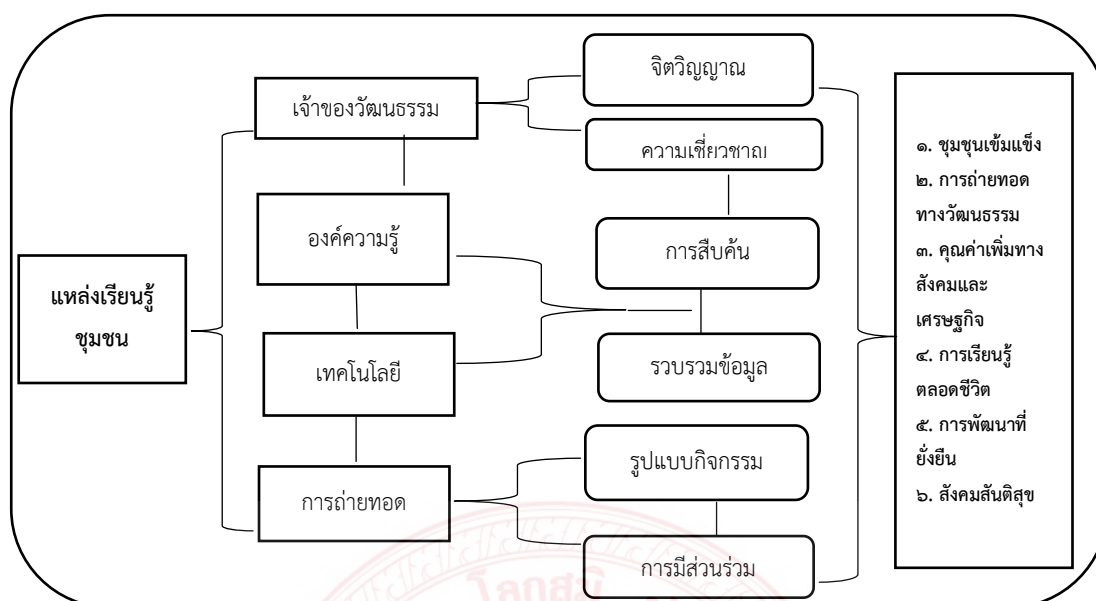 แหล่งเรียนรู้
ชุมชน
เจ้าของวัฒนธรรม
องค์ความรู้
เทคโนโลยี
การถ่ายทอด
จิตวิญญาณ
ความเชี่ยวชาญ
การสืบค้น
รวบรวมข้อมูล
รูปแบบกิจกรรม
การมีส่วนร่วม
๑. ชุมชุนเข้มแข็ง
๒. การถ่ายทอด
ทางวัฒนธรรม
๓. คุณค่าเพิ่มทาง
สังคมและ
เศรษฐกิจ
๔. การเรียนรู้
ตลอดชีวิต
๕. การพัฒนาที่
ยั่งยืน
๖. สังคมสันติสุข